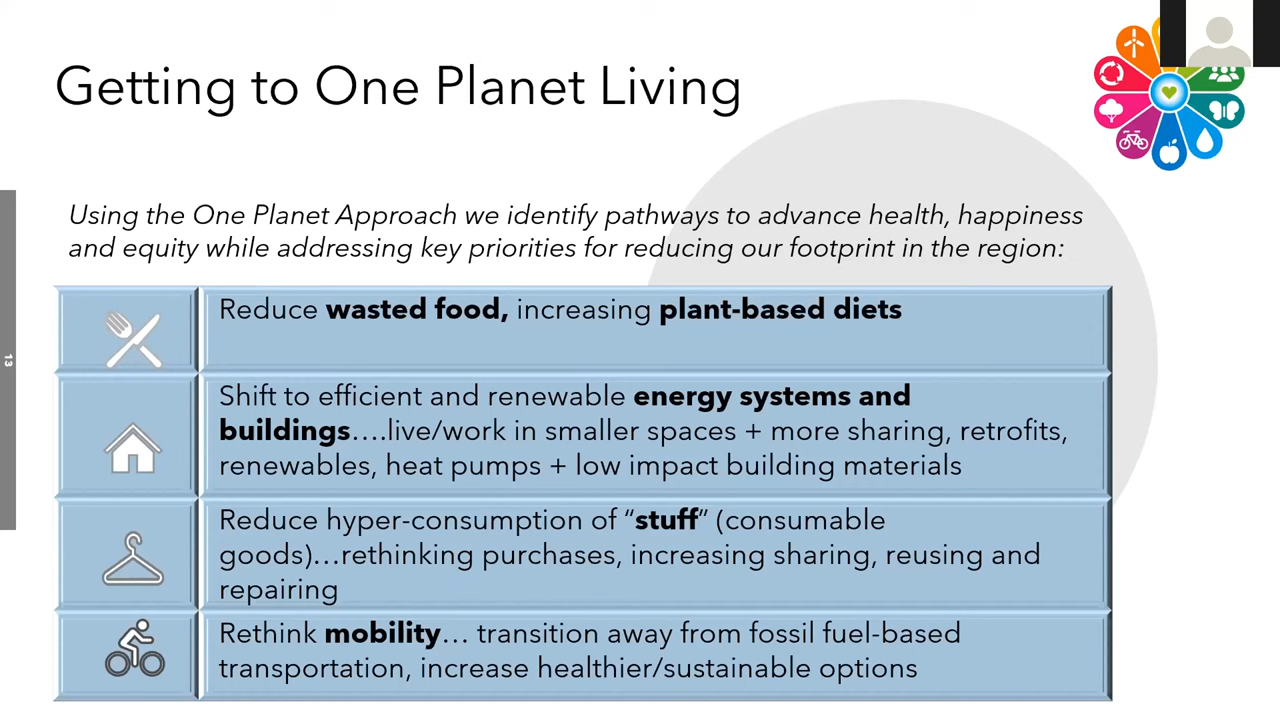 Getting to One Planet Living
Using the One Planet Approach we identify pathways to advance health, happiness
and equity while addressing key priorities for reducing our footprint in the region:
Reduce wasted food, increasing plant-based diets
Shift to efficient and renewable energy systems and
buildings….live/work in smaller spaces + more sharing, retrofits,
renewables, heat pumps + low impact building materials
Reduce hyper-consumption of “stuff” (consumable
goods)…rethinking purchases, increasing sharing, reusing and
repairing
Rethink mobility… transition away from fossil fuel-based
transportation, increase healthier/sustainable options
13